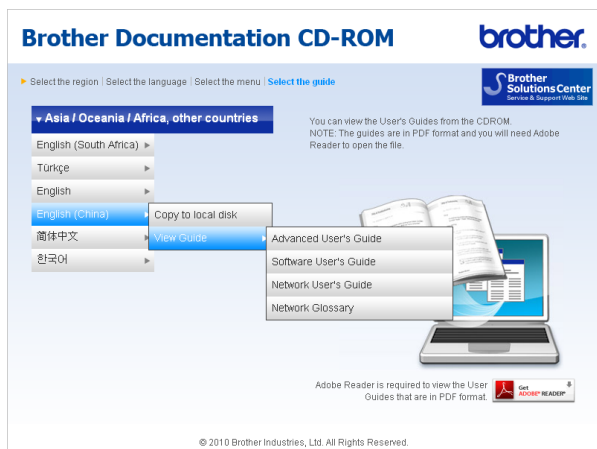 Brother Documentation CD-ROM
brother.
Select the region | Select the language | Select the menu | Select the guide
Brother
Solutions Center
Service & Support Web Site
Asia / Oceania / Africa, other countries
You can view the User's Guides from the CDROM.
NOTE: The guides are in PDF format and you will need Adobe
Reader to open the file.
English (South Africa)
Türkçe
English
English (China)
Copy to local disk
简体中文
View Guide
Advanced User's Guide
한국어
Software User's Guide
Network User's Guide
Network Glossary
Adobe Reader is required to view the User
Guides that are in PDF format.
Get
ADOBE® READER®
© 2010 Brother Industries, Ltd. All Rights Reserved.